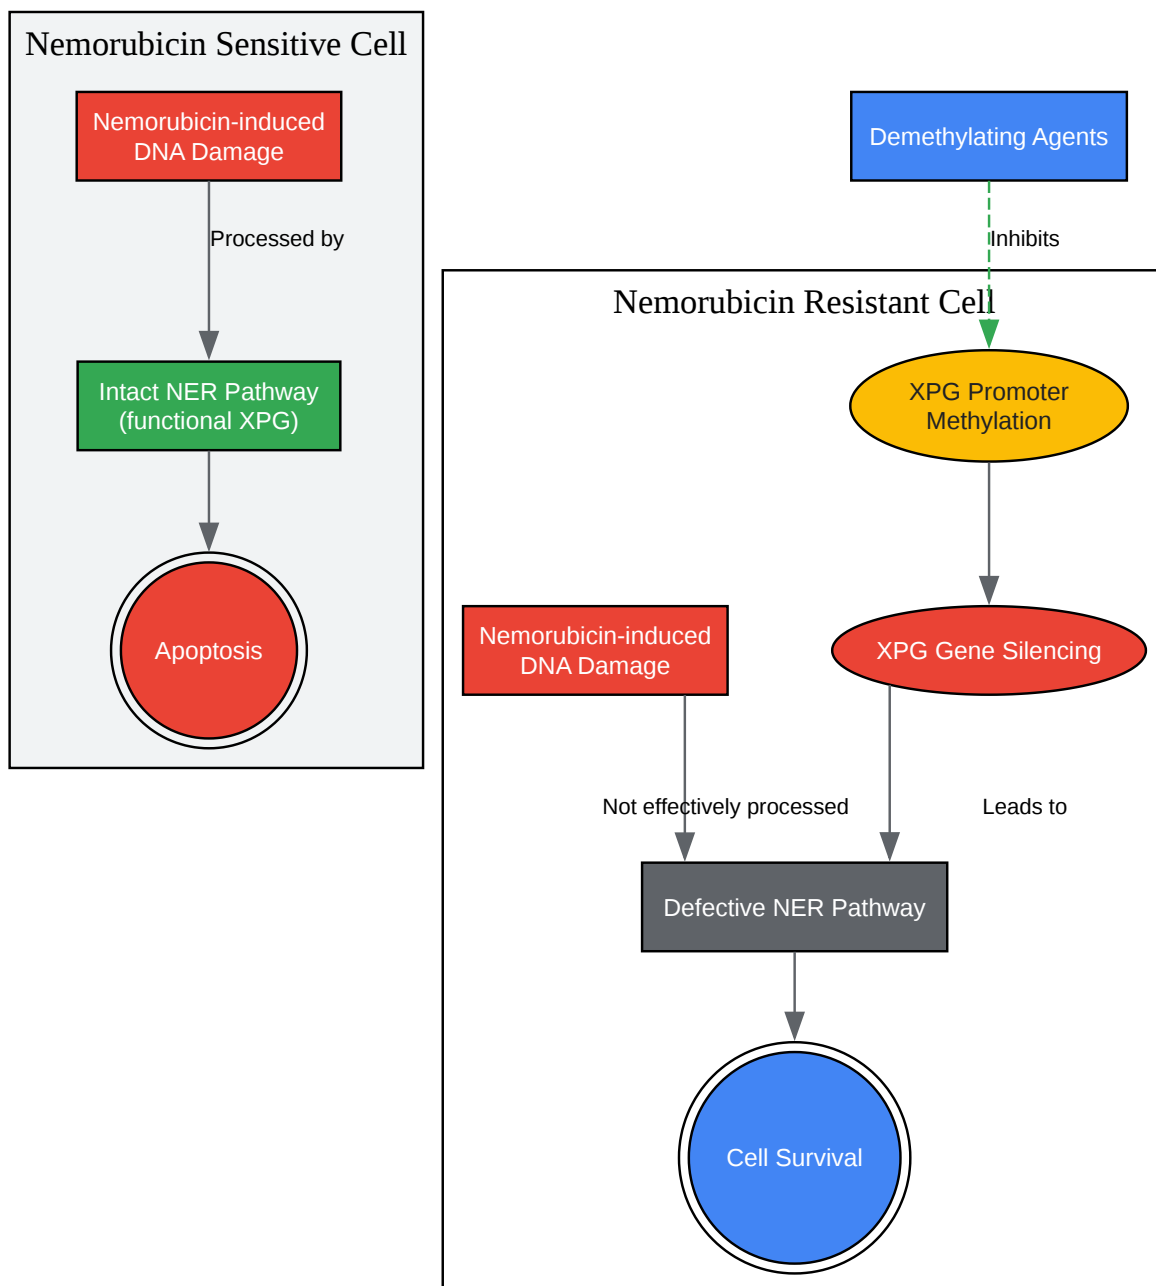 Nemorubicin Sensitive Cell
Nemorubicin-induced
DNA Damage
Processed by
Intact NER Pathway
(functional XPG)
Apoptosis
Demethylating Agents
Inhibits
Nemorubicin Resistant Cell
XPG Promoter
Methylation
Nemorubicin-induced
DNA Damage
XPG Gene Silencing
Not effectively processed
Leads to
Defective NER Pathway
Cell Survival